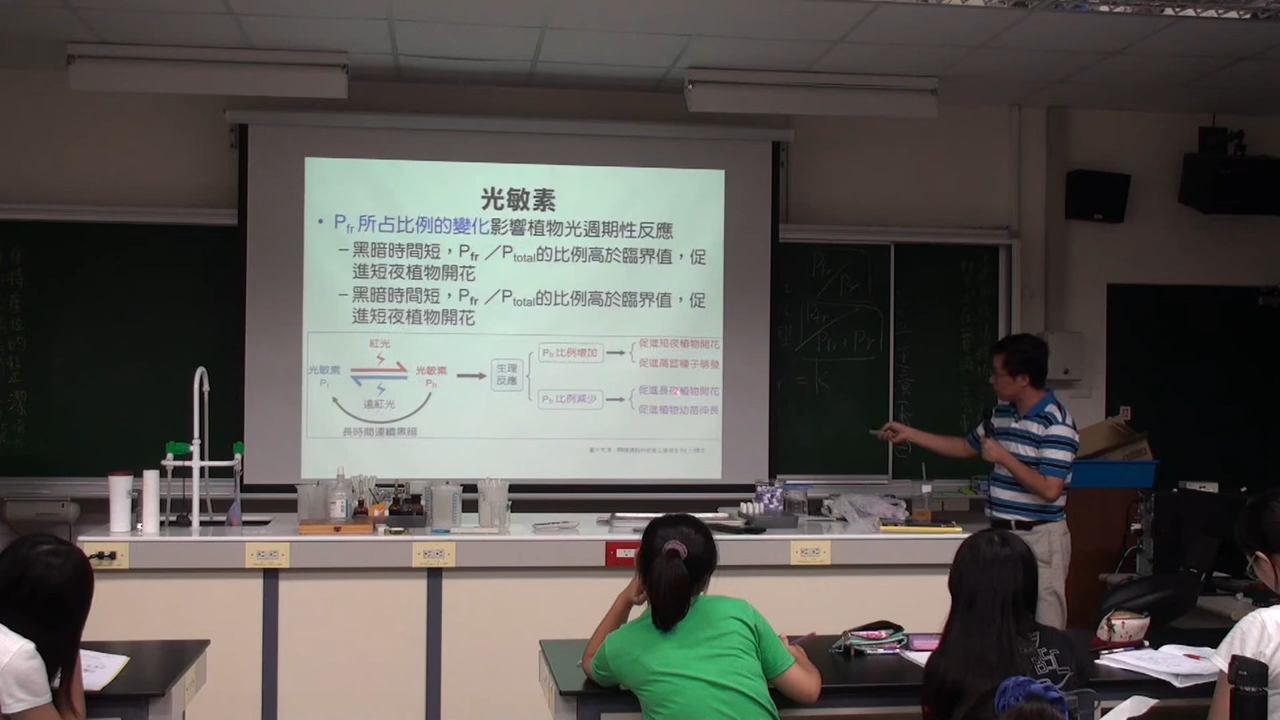 光敏素
• Pfr 所占比例的變化影響植物光週期性反應
–黑暗時間短，Pfr ／Ptotal的比例高於臨界值，促
進短夜植物開花
–黑暗時間短，Pfr ／Ptotal的比例高於臨界值，促
進短夜植物開花
紅光
光敏素
Pr
光敏素
Pfr
遠紅光
長時間連續黑暗
生理
反應
Pfr 比例增加
促進短夜植物開花
促進萵苣種子萌發
Pfr 比例減少
促進長夜植物開花
促進植物幼苗伸長
Pfr/Pr
Pfr/Pfr+Pr
= K